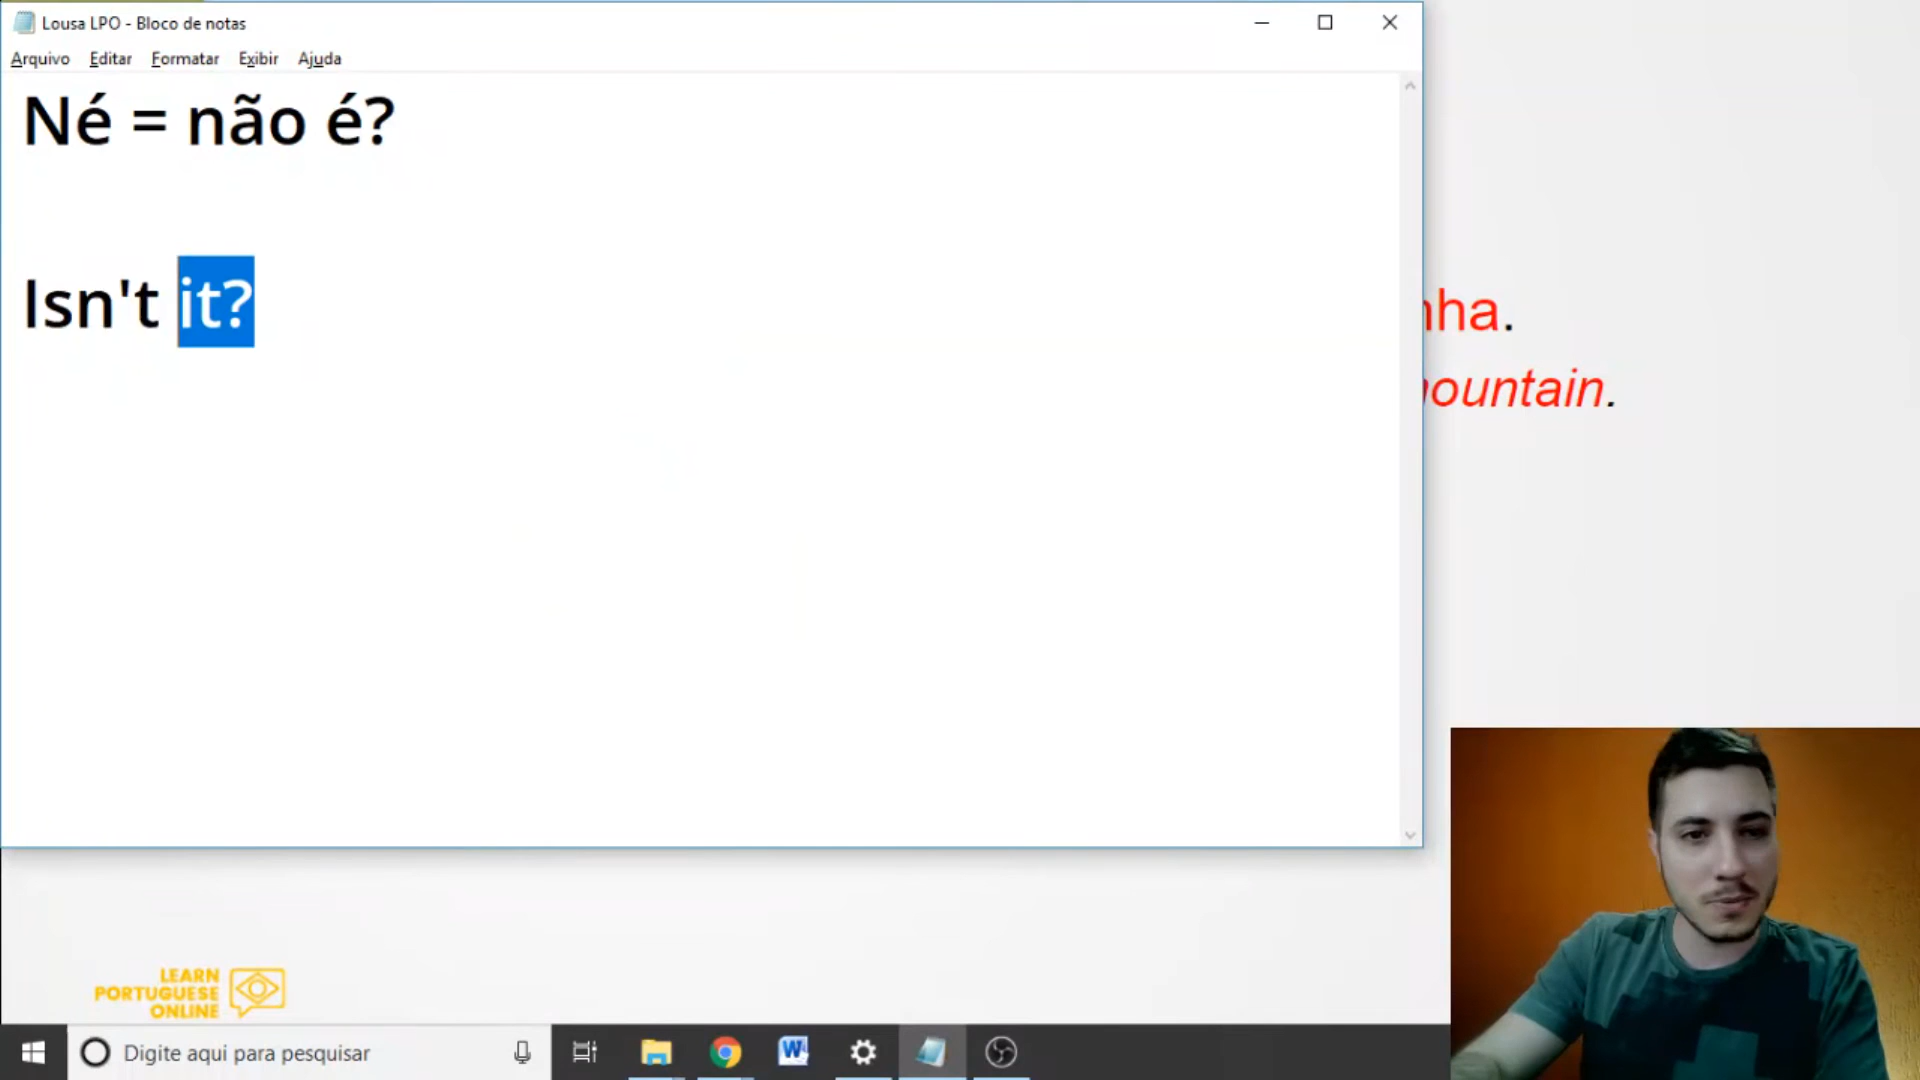 Lousa LPO - Bloco de notas
Arquivo Editar Formatar Exibir Ajuda
Né = não é?
Isn't it?
nha.
ountain.
LEARN
PORTUGUESE
ONLINE
Digite aqui para pesquisar